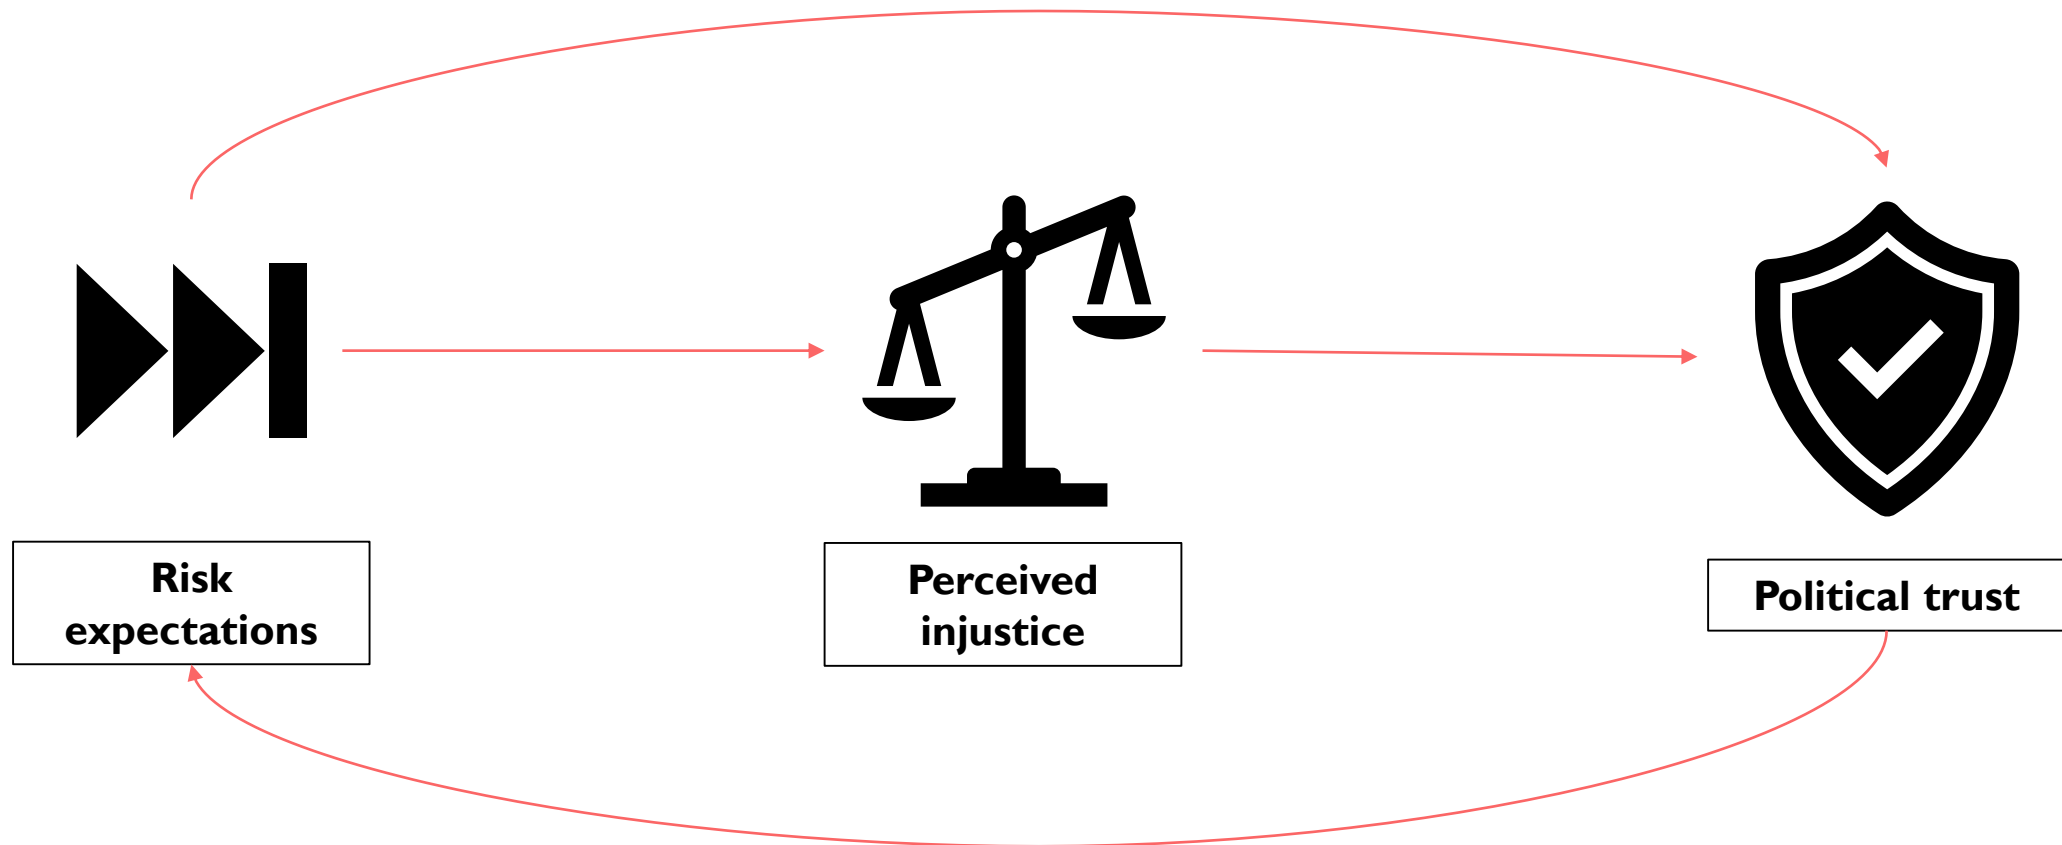 Risk
expectations
Perceived
injustice
Political trust